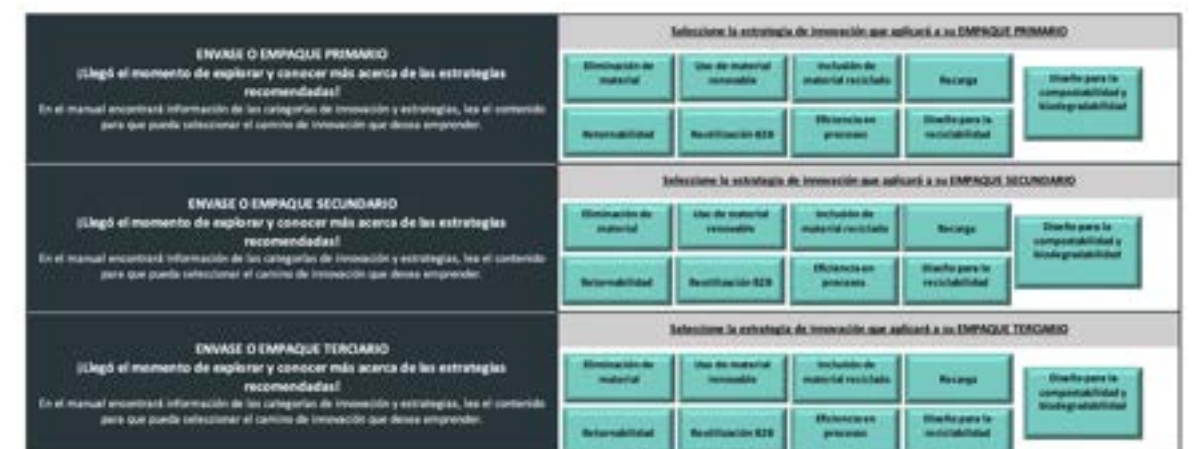 ENVASE O EMPAQUE PRIMARIO
¡Llegó el momento de explorar y conocer más acerca de las estrategias
recomendadas!
En el manual encontrará información de las categorías de innovación y estrategias, lea el contenido
para que pueda seleccionar el camino de innovación que desea emprender.
Seleccione la estrategia de innovación que aplicará a su EMPAQUE PRIMARIO
Eliminación de
material
Uso de material
renovable
Inclusión de
material reciclado
Recarga
Diseño para la
compostabilidad y
biodegradabilidad
Retornabilidad
Reutilización B2B
Eficiencia en
procesos
Diseño para la
reciclabilidad
ENVASE O EMPAQUE SECUNDARIO
¡Llegó el momento de explorar y conocer más acerca de las estrategias
recomendadas!
En el manual encontrará información de las categorías de innovación y estrategias, lea el contenido
para que pueda seleccionar el camino de innovación que desea emprender.
Seleccione la estrategia de innovación que aplicará a su EMPAQUE SECUNDARIO
Eliminación de
material
Uso de material
renovable
Inclusión de
material reciclado
Recarga
Diseño para la
compostabilidad y
biodegradabilidad
Retornabilidad
Reutilización B2B
Eficiencia en
procesos
Diseño para la
reciclabilidad
ENVASE O EMPAQUE TERCIARIO
¡Llegó el momento de explorar y conocer más acerca de las estrategias
recomendadas!
En el manual encontrará información de las categorías de innovación y estrategias, lea el contenido
para que pueda seleccionar el camino de innovación que desea emprender.
Seleccione la estrategia de innovación que aplicará a su EMPAQUE TERCIARIO
Eliminación de
material
Uso de material
renovable
Inclusión de
material reciclado
Recarga
Diseño para la
compostabilidad y
biodegradabilidad
Retornabilidad
Reutilización B2B
Eficiencia en
procesos
Diseño para la
reciclabilidad